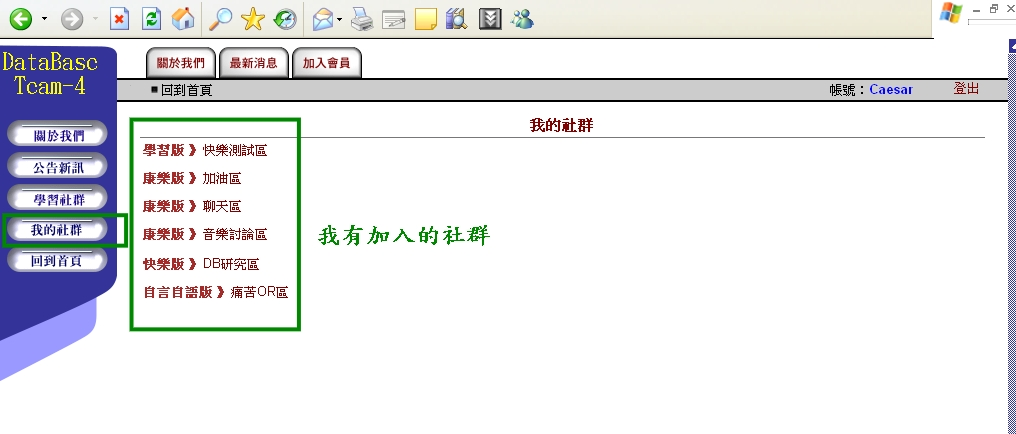 DataBase
Team-4
關於我們
最新消息
加入會員
■回到首頁
帳號：Caesar
登出
關於我們
公告新訊
學習社群
我的社群
回到首頁
我的社群
學習版 》快樂測試區
康樂版 》加油區
康樂版 》聊天區
康樂版 》音樂討論區
快樂版 》DB研究區
自言自語版 》痛苦OR區
我有加入的社群